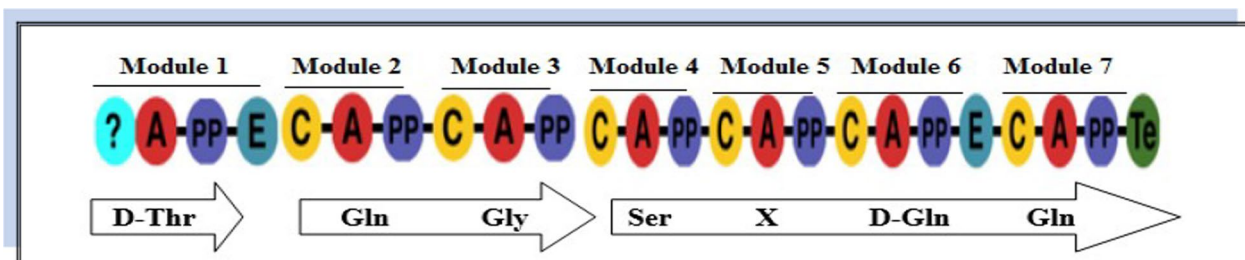 Module 1 Module 2 Module 3 Module 4 Module 5 Module 6 Module 7
? A PP E C A PP C A PP C A PP C A PP C A PP E C A PP Te
D-Thr Gln Gly Ser X D-Gln Gln